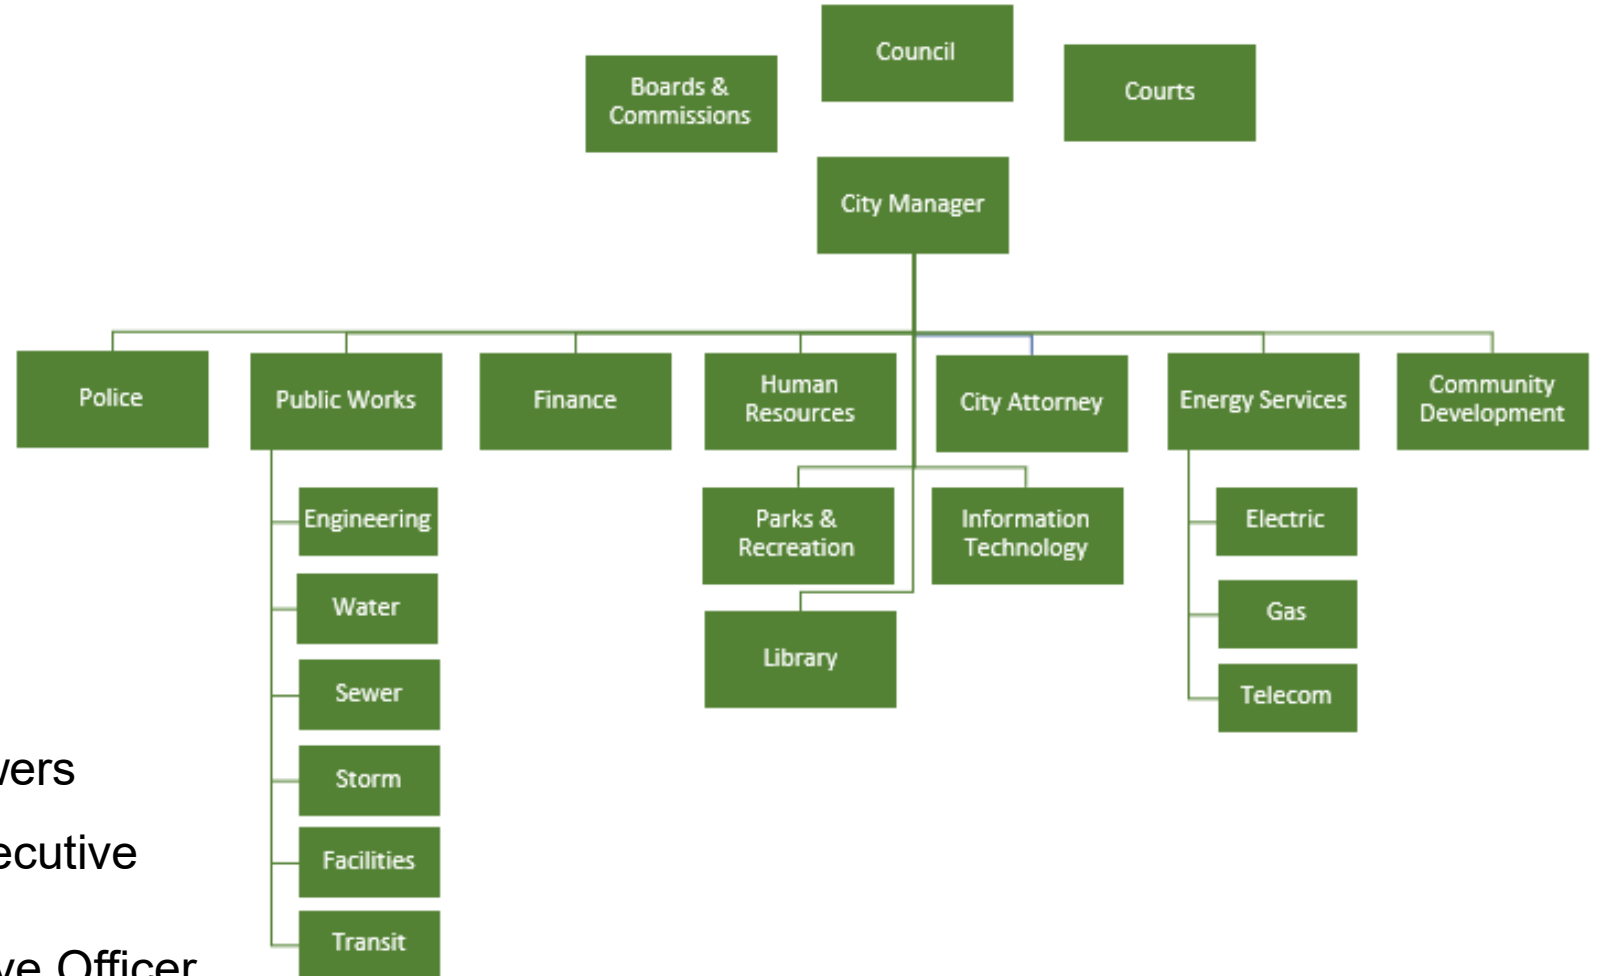 Council
Boards &
Commissions
Courts
City Manager
Police
Public Works
Finance
Human
Resources
City Attorney
Energy Services
Community
Development
Engineering
Water
Sewer
Storm
Facilities
Transit
Parks &
Recreation
Information
Technology
Library
Electric
Gas
Telecom
wers
ecutive
ve Officer